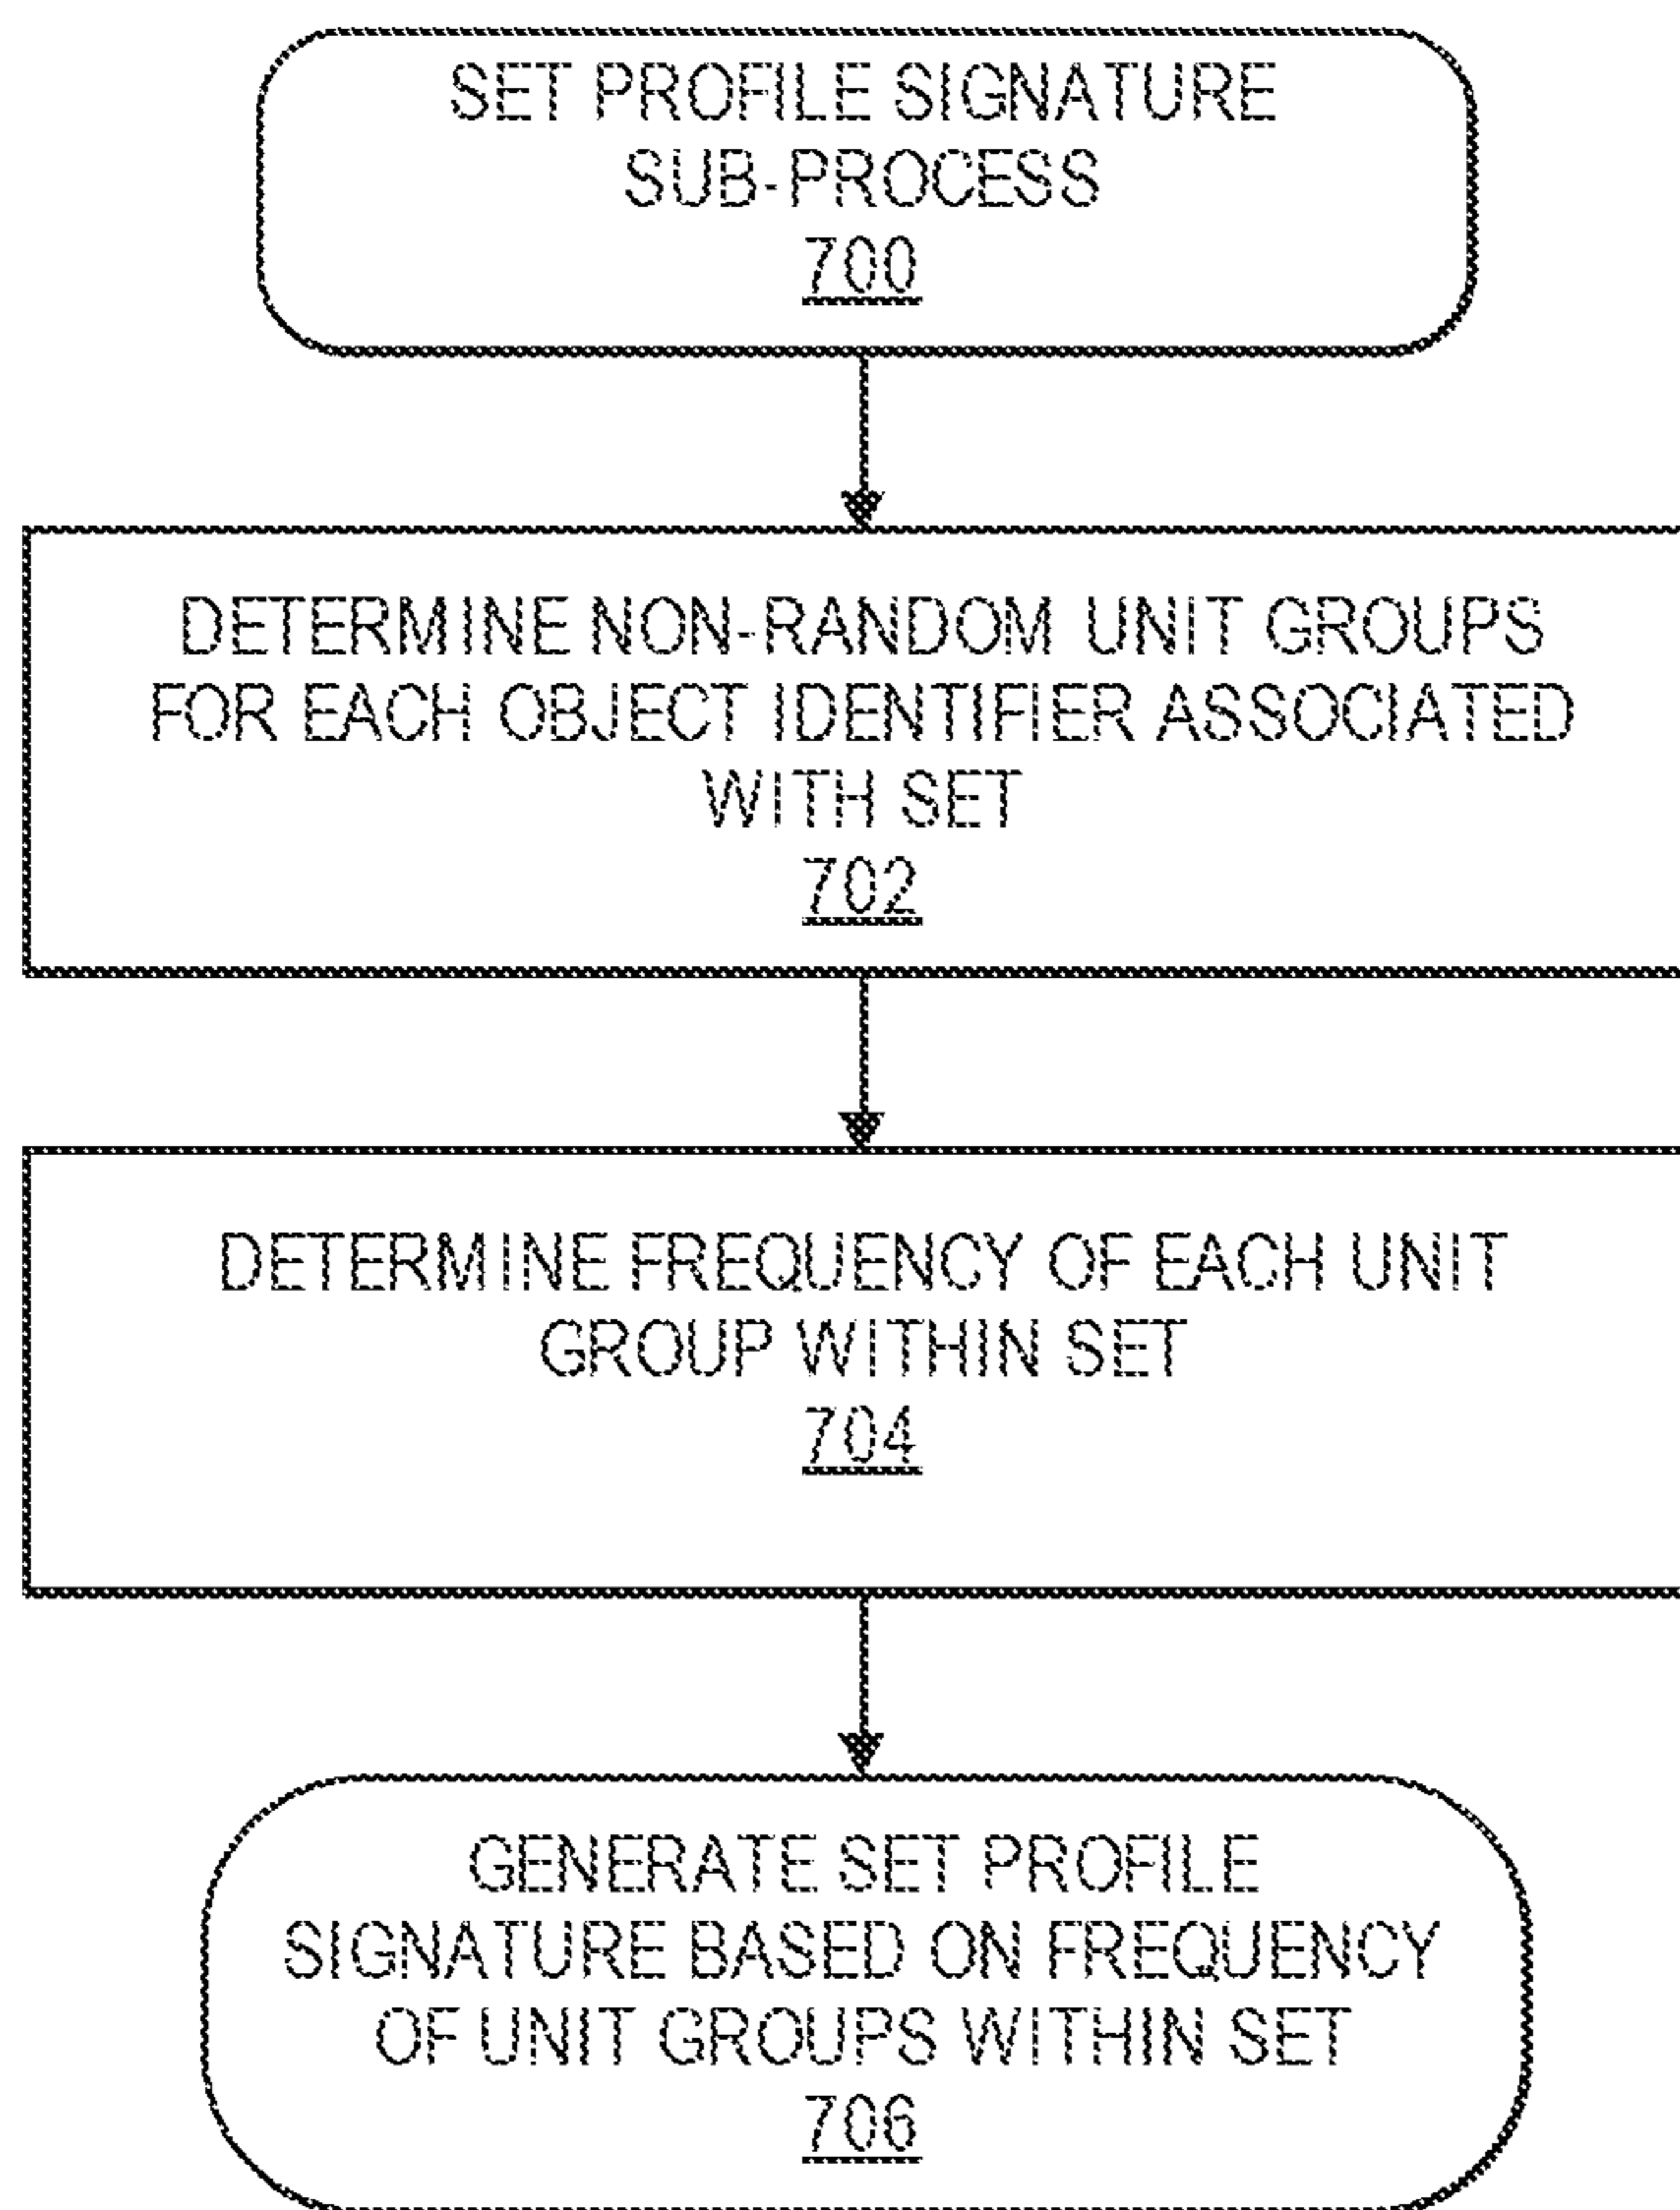 SET PROFILE SIGNATURE
SUB-PROCESS
700
DETERMINE NON-RANDOM UNIT GROUPS
FOR EACH OBJECT IDENTIFIER ASSOCIATED
WITH SET
702
DETERMINE FREQUENCY OF EACH UNIT
GROUP WITHIN SET
704
GENERATE SET PROFILE
SIGNATURE BASED ON FREQUENCY
OF UNIT GROUPS WITHIN SET
706